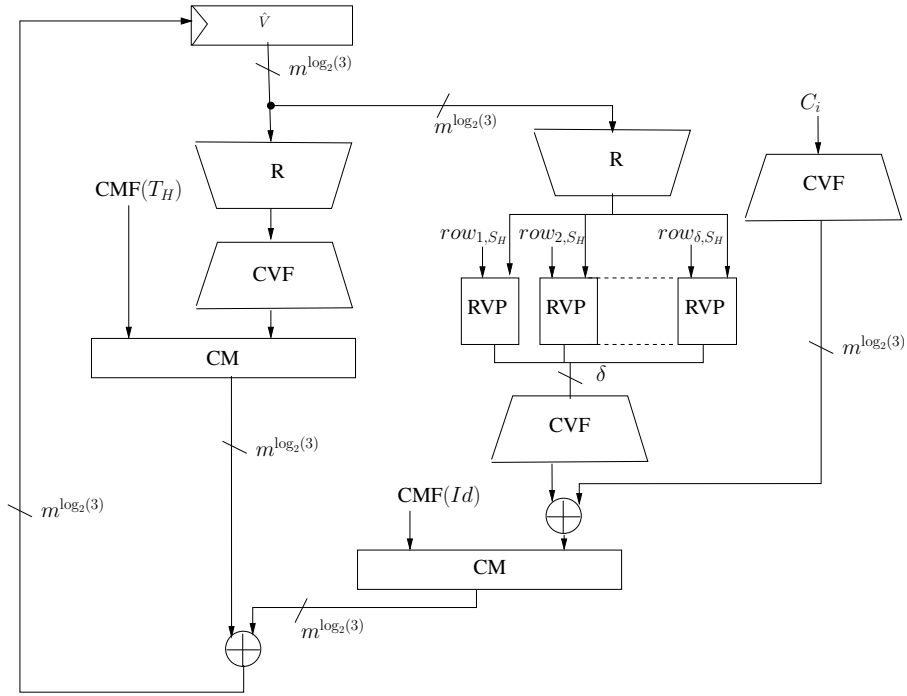 V̂
m^{log_2(3)}
m^{log_2(3)}
C_i
R
R
CVF
CMF(T_H)
row_{1,S_H} row_{2,S_H} row_{δ,S_H}
CVF
RVP RVP RVP
CM
m^{log_2(3)}
δ
CVF
m^{log_2(3)}
CMF(Id)
m^{log_2(3)}
CM
m^{log_2(3)}